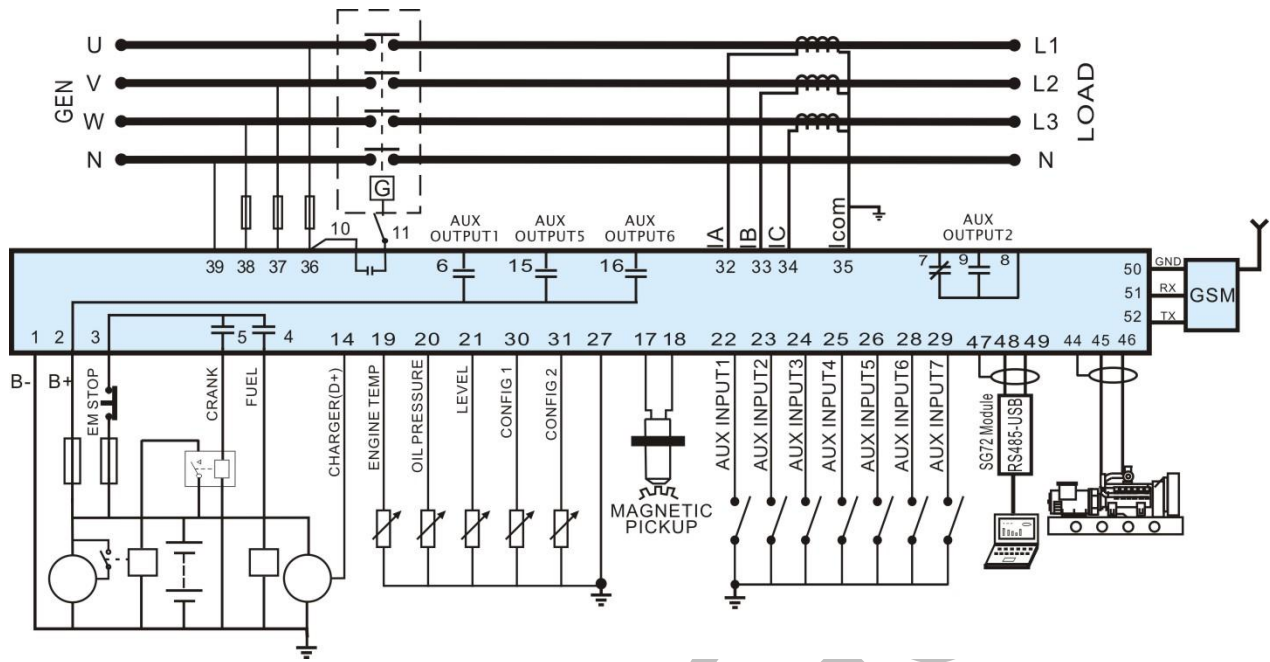 U
V
W
N
GEN
L1
L2
L3
N
LOAD
G
10
11
AUX
OUTPUT1
AUX
OUTPUT5
AUX
OUTPUT6
IA
IB
IC
Icom
AUX
OUTPUT2
39
38
37
36
6
15
16
32
33
34
35
7
9
8
50
51
52
GND
RX
TX
GSM
1
2
3
5
4
14
19
20
21
30
31
27
17
18
22
23
24
25
26
28
29
47
48
49
44
45
46
B-
B+
EM STOP
CRANK
FUEL
CHARGER(D+)
ENGINE TEMP
OIL PRESSURE
LEVEL
CONFIG 1
CONFIG 2
MAGNETIC
PICKUP
AUX INPUT1
AUX INPUT2
AUX INPUT3
AUX INPUT4
AUX INPUT5
AUX INPUT6
AUX INPUT7
SG72 Module
RS485-USB